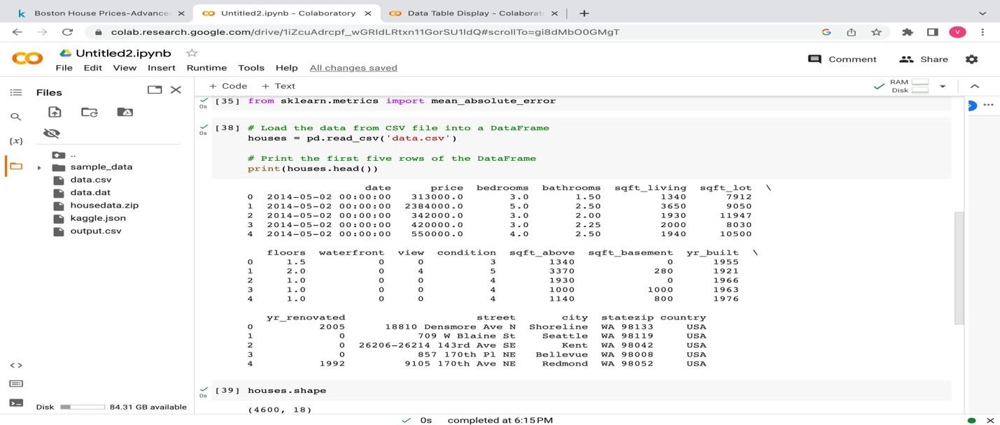 Boston House Prices-Advance
Untitled2.ipynb - Colaboratory
Data Table Display - Colaborat
colab.research.google.com/drive/1iZcuAdrcpf_wGRIdLRtxn11GorSU1ldQ#scrollTo=gi8dMbO0GMgT
V
Untitled2.ipynb
File Edit View Insert Runtime Tools Help All changes saved
Comment
Share
Files
+ Code + Text
RAM
Disk
{x}
..
sample_data
data.csv
data.dat
housedata.zip
kaggle.json
output.csv
Disk 84.31 GB available
0s [35] from sklearn.metrics import mean_absolute_error
0s [38] # Load the data from CSV file into a DataFrame
houses = pd.read_csv('data.csv')
# Print the first five rows of the DataFrame
print(houses.head())
date price bedrooms bathrooms sqft_living sqft_lot \
0 2014-05-02 00:00:00 313000.0 3.0 1.50 1340 7912
1 2014-05-02 00:00:00 2384000.0 5.0 2.50 3650 9050
2 2014-05-02 00:00:00 342000.0 3.0 2.00 1930 11947
3 2014-05-02 00:00:00 420000.0 3.0 2.25 2000 8030
4 2014-05-02 00:00:00 550000.0 4.0 2.50 1940 10500
floors waterfront view condition sqft_above sqft_basement yr_built \
0 1.5 0 0 3 1340 0 1955
1 2.0 0 4 5 3370 280 1921
2 1.0 0 0 4 1930 0 1966
3 1.0 0 0 4 1000 1000 1963
4 1.0 0 0 4 1140 800 1976
yr_renovated street city statezip country
0 2005 18810 Densmore Ave N Shoreline WA 98133 USA
1 0 709 W Blaine St Seattle WA 98119 USA
2 0 26206-26214 143rd Ave SE Kent WA 98042 USA
3 0 857 170th Pl NE Bellevue WA 98008 USA
4 1992 9105 170th Ave NE Redmond WA 98052 USA
0s [39] houses.shape
(4600, 18)
0s completed at 6:15 PM